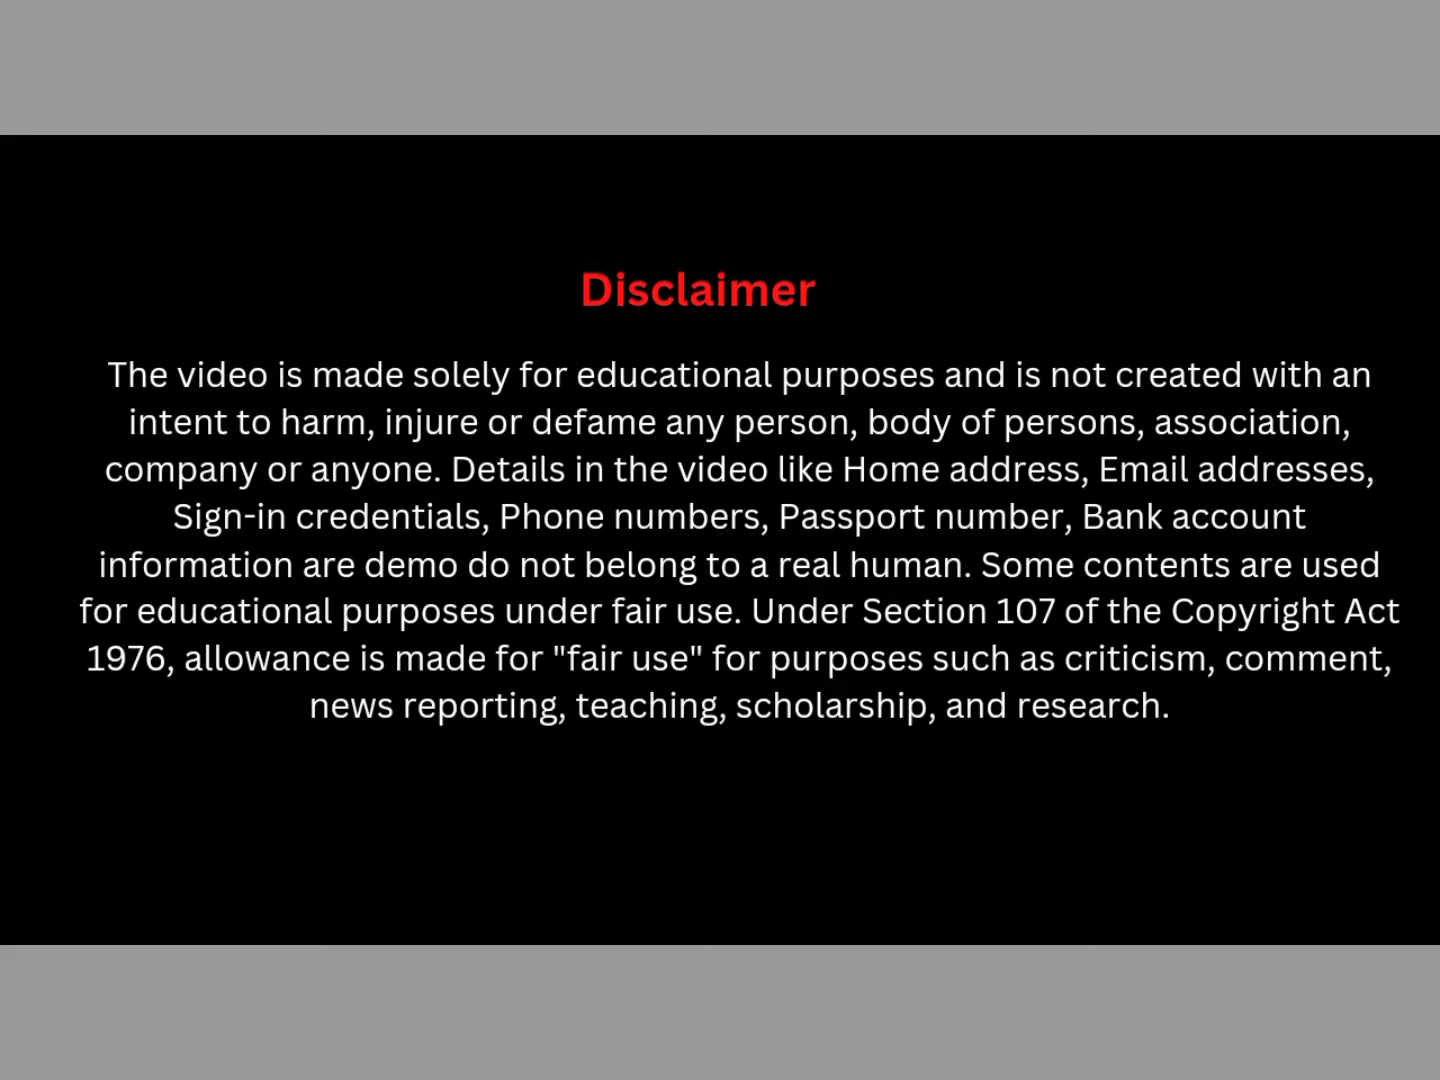 Disclaimer
The video is made solely for educational purposes and is not created with an
intent to harm, injure or defame any person, body of persons, association,
company or anyone. Details in the video like Home address, Email addresses,
Sign-in credentials, Phone numbers, Passport number, Bank account
information are demo do not belong to a real human. Some contents are used
for educational purposes under fair use. Under Section 107 of the Copyright Act
1976, allowance is made for "fair use" for purposes such as criticism, comment,
news reporting, teaching, scholarship, and research.